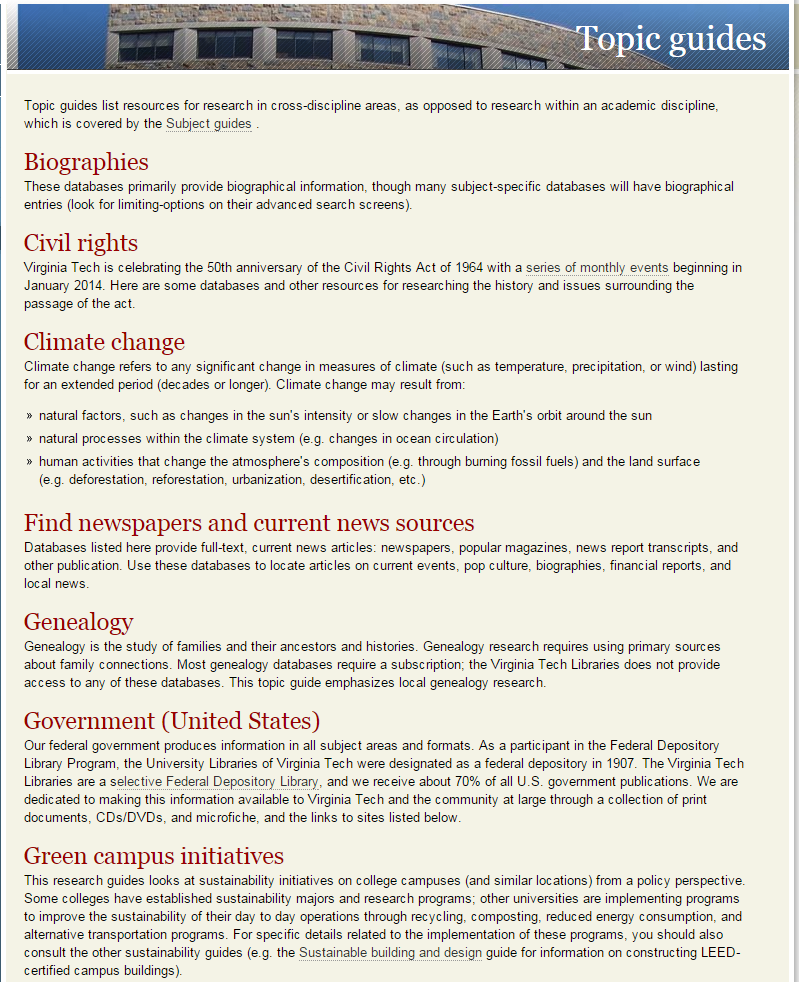 Topic guides
Topic guides list resources for research in cross-discipline areas, as opposed to research within an academic discipline,
which is covered by the Subject guides .
Biographies
These databases primarily provide biographical information, though many subject-specific databases will have biographical
entries (look for limiting-options on their advanced search screens).
Civil rights
Virginia Tech is celebrating the 50th anniversary of the Civil Rights Act of 1964 with a series of monthly events beginning in
January 2014. Here are some databases and other resources for researching the history and issues surrounding the
passage of the act.
Climate change
Climate change refers to any significant change in measures of climate (such as temperature, precipitation, or wind) lasting
for an extended period (decades or longer). Climate change may result from:
» natural factors, such as changes in the sun's intensity or slow changes in the Earth's orbit around the sun
» natural processes within the climate system (e.g. changes in ocean circulation)
» human activities that change the atmosphere's composition (e.g. through burning fossil fuels) and the land surface
(e.g. deforestation, reforestation, urbanization, desertification, etc.)
Find newspapers and current news sources
Databases listed here provide full-text, current news articles: newspapers, popular magazines, news report transcripts, and
other publication. Use these databases to locate articles on current events, pop culture, biographies, financial reports, and
local news.
Genealogy
Genealogy is the study of families and their ancestors and histories. Genealogy research requires using primary sources
about family connections. Most genealogy databases require a subscription; the Virginia Tech Libraries does not provide
access to any of these databases. This topic guide emphasizes local genealogy research.
Government (United States)
Our federal government produces information in all subject areas and formats. As a participant in the Federal Depository
Library Program, the University Libraries of Virginia Tech were designated as a federal depository in 1907. The Virginia Tech
Libraries are a selective Federal Depository Library, and we receive about 70% of all U.S. government publications. We are
dedicated to making this information available to Virginia Tech and the community at large through a collection of print
documents, CDs/DVDs, and microfiche, and the links to sites listed below.
Green campus initiatives
This research guides looks at sustainability initiatives on college campuses (and similar locations) from a policy perspective.
Some colleges have established sustainability majors and research programs; other universities are implementing programs
to improve the sustainability of their day to day operations through recycling, composting, reduced energy consumption, and
alternative transportation programs. For specific details related to the implementation of these programs, you should also
consult the other sustainability guides (e.g. the Sustainable building and design guide for information on constructing LEED-
certified campus buildings).